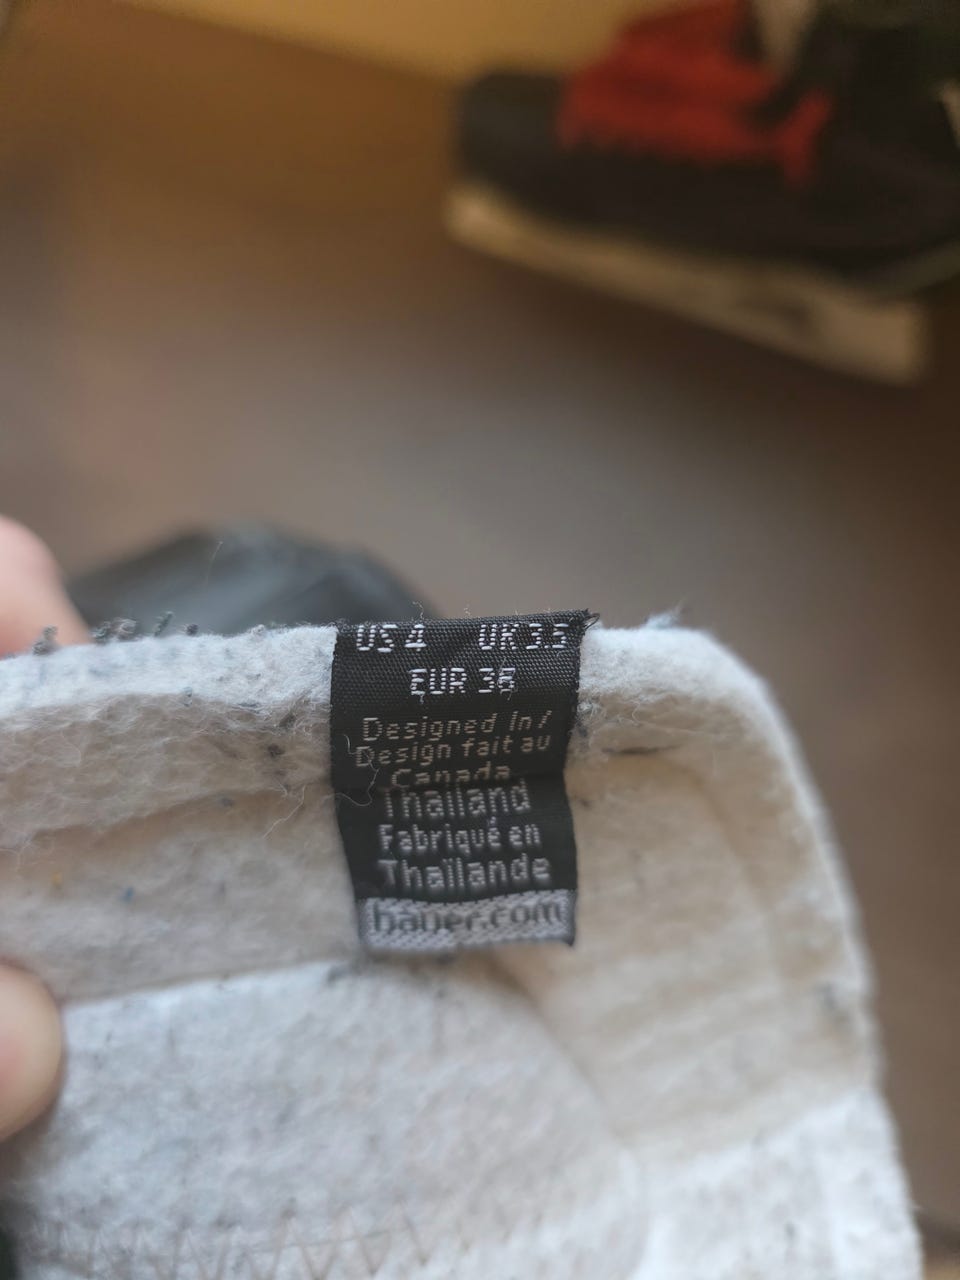 US 4 UK 3.5
EUR 36
Designed in/
Design fait au
Canada
Thailand
Fabriqué en
Thaïlande
bauer.com